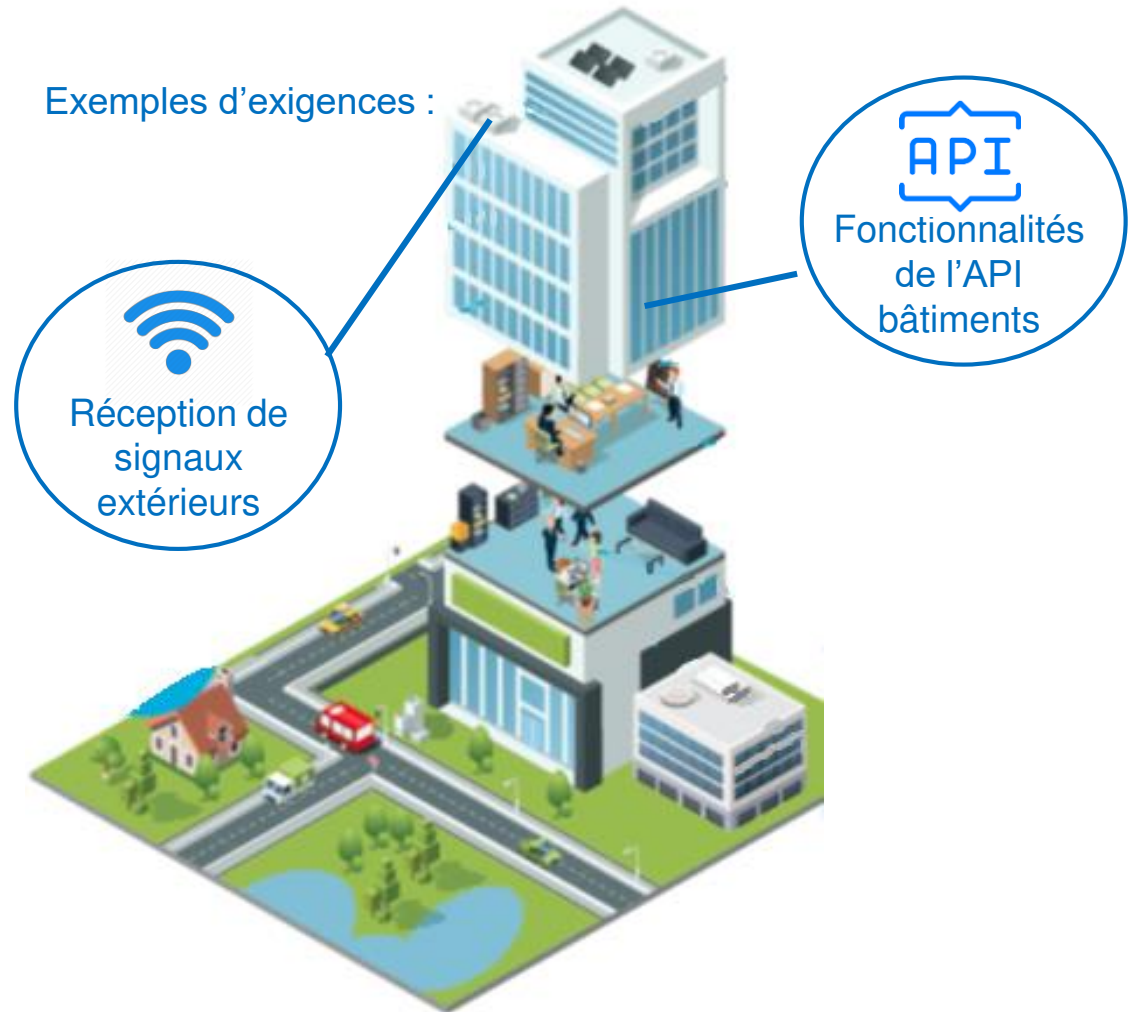 Exemples d’exigences :
API
Fonctionnalités
de l’API
bâtiments
Réception de
signaux
extérieurs